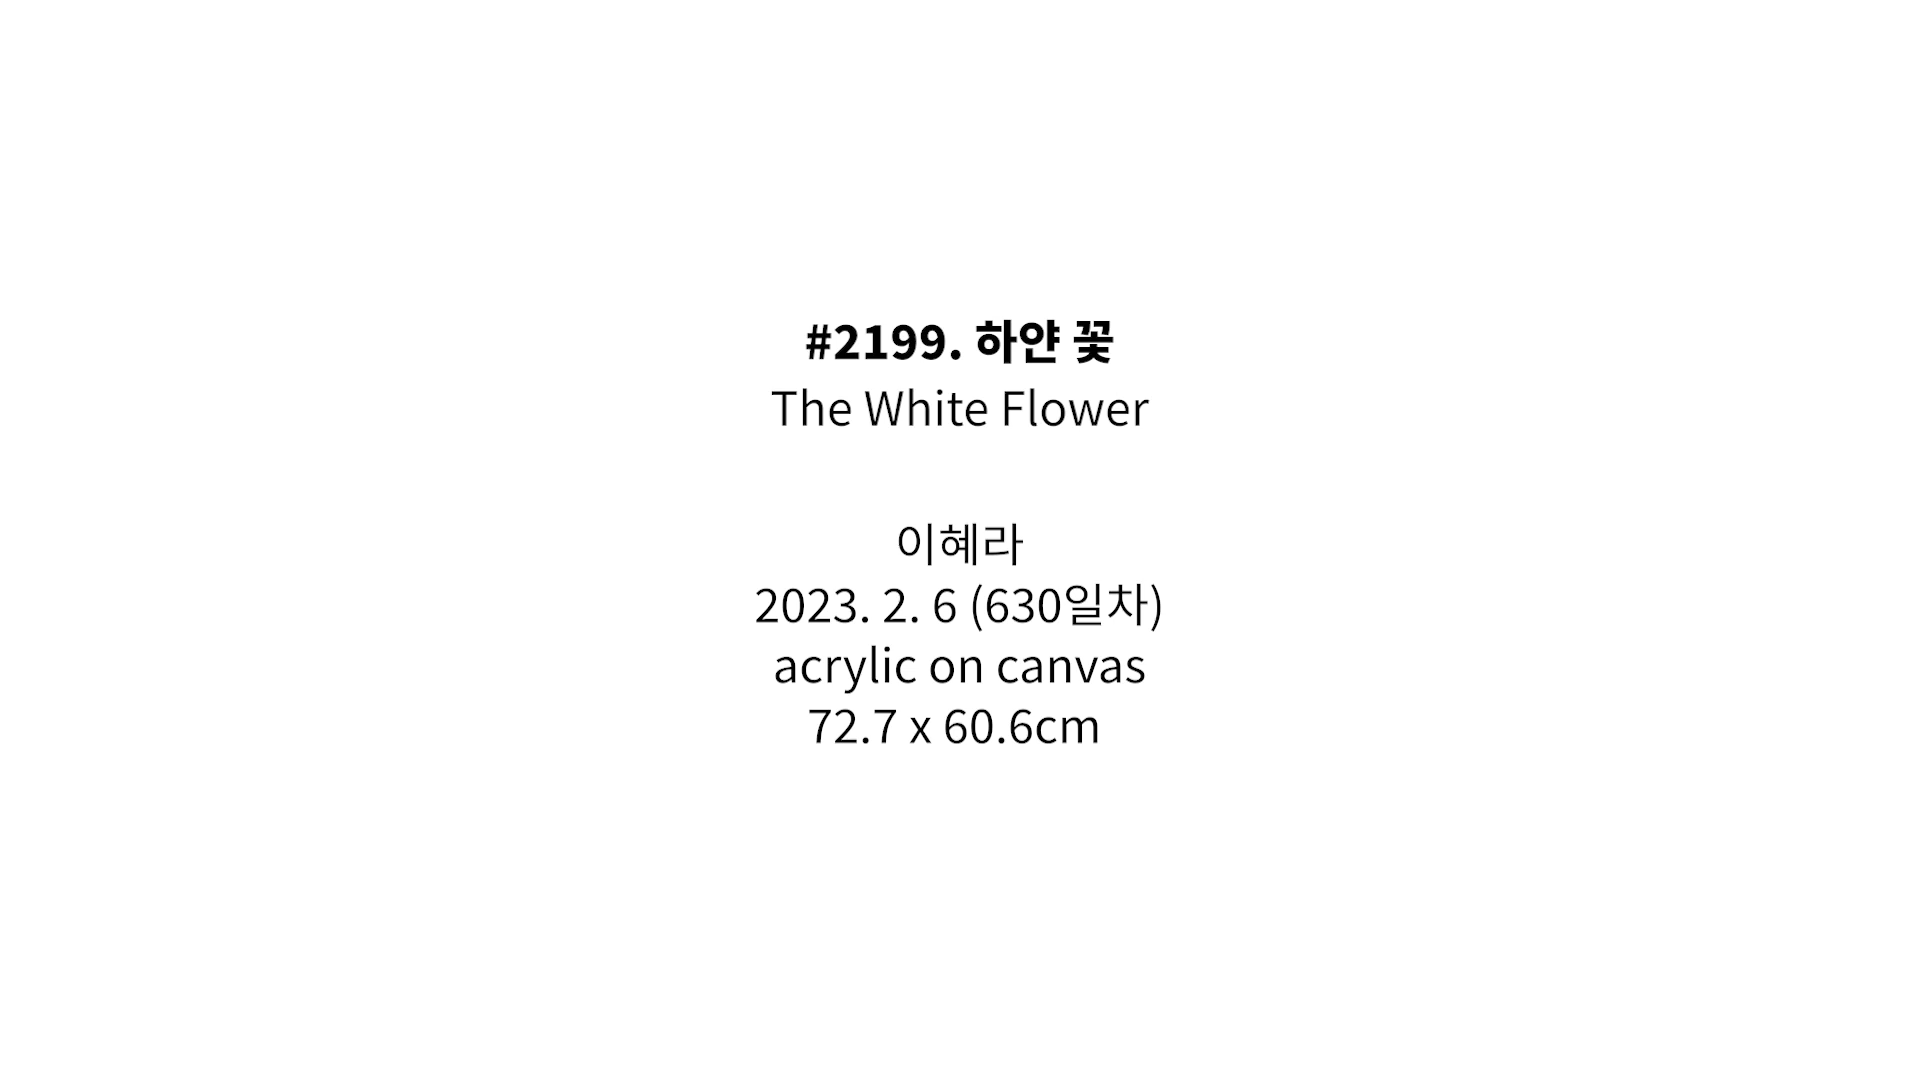 #2199. 하얀 꽃
The White Flower
이혜라
2023. 2. 6 (630일차)
acrylic on canvas
72.7 x 60.6cm